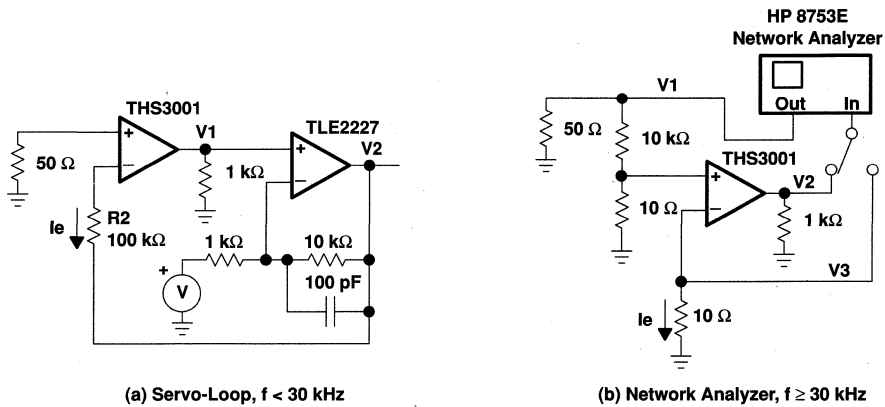 HP 8753E
Network Analyzer
THS3001
TLE2227
V1
V2
+
−
+
−
50 Ω
1 kΩ
R2
100 kΩ
Ie
1 kΩ
10 kΩ
100 pF
+
V
(a) Servo-Loop, f < 30 kHz
V1
Out
In
50 Ω
10 kΩ
THS3001
+
−
V2
10 Ω
1 kΩ
V3
Ie
10 Ω
(b) Network Analyzer, f ≥ 30 kHz